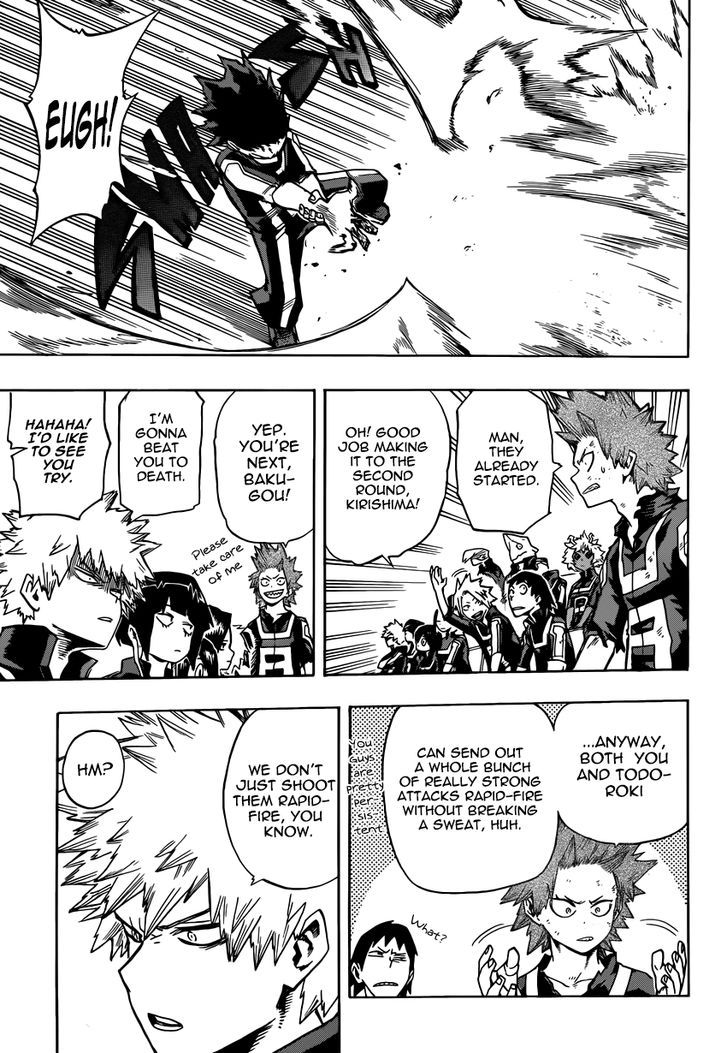 EUGH!
MAN,
THEY
ALREADY
STARTED.
OH! GOOD
JOB MAKING
IT TO THE
SECOND
ROUND,
KIRISHIMA!
YEP.
YOU'RE
NEXT,
BAKU-
GOU!
Please
take care
of me
I'M
GONNA
BEAT
YOU TO
DEATH.
HAHAHA!
I'D LIKE
TO SEE
YOU
TRY.
...ANYWAY,
BOTH YOU
AND TODO-
ROKI
CAN SEND OUT
A WHOLE BUNCH
OF REALLY STRONG
ATTACKS RAPID-FIRE
WITHOUT BREAKING
A SWEAT, HUH.
You
guys
are
pretty
per
sis
tent
What?
WE DON'T
JUST SHOOT
THEM RAPID-
FIRE, YOU
KNOW.
HM?